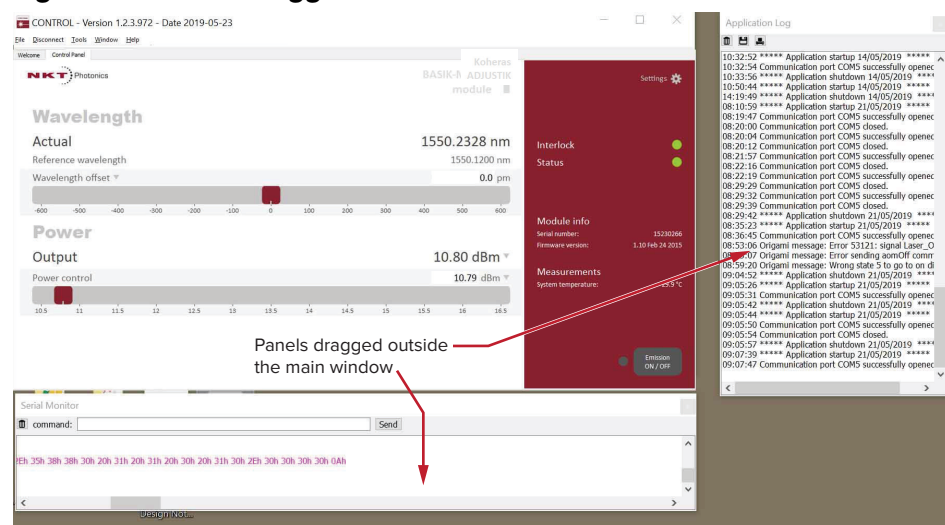 CONTROL - Version 1.2.3.972 - Date 2019-05-23
File Disconnect Tools Window Help
Welcome Control Panel
NKT Photonics
Koheras
BASIK-M ADJUSTIK
module
Settings
Wavelength
Actual 1550.2328 nm
Reference wavelength 1550.1200 nm
Wavelength offset 0.0 pm
-600 -500 -400 -300 -200 -100 0 100 200 300 400 500 600
Power
Output 10.80 dBm
Power control 10.79 dBm
10.5 11 11.5 12 12.5 13 13.5 14 14.5 15 15.5 16 16.5
Interlock
Status
Module info
Serial number: 15230266
Firmware version: 1.10 Feb 24 2015
Measurements
System temperature: 29.9 °C
Emission
ON / OFF
Panels dragged outside
the main window
Application Log
10:32:52 ***** Application startup 14/05/2019 *****
10:32:54 Communication port COM5 successfully opened
10:33:56 ***** Application shutdown 14/05/2019 ****
10:50:44 ***** Application startup 14/05/2019 *****
14:19:49 ***** Application shutdown 14/05/2019 ****
08:10:59 ***** Application startup 21/05/2019 *****
08:19:47 Communication port COM5 successfully opened
08:20:00 Communication port COM5 closed.
08:20:04 Communication port COM5 successfully opened
08:20:12 Communication port COM5 closed.
08:21:57 Communication port COM5 successfully opened
08:22:16 Communication port COM5 closed.
08:22:19 Communication port COM5 successfully opened
08:29:29 Communication port COM5 closed.
08:29:32 Communication port COM5 successfully opened
08:29:39 Communication port COM5 closed.
08:29:42 ***** Application shutdown 21/05/2019 ****
08:35:23 ***** Application startup 21/05/2019 *****
08:36:45 Communication port COM5 successfully opened
08:53:06 Origami message: Error 53121: signal Laser_O
:07 Origami message: Error sending aomOff comm
08:59:20 Origami message: Wrong state 5 to go to on di
09:04:52 ***** Application shutdown 21/05/2019 ****
09:05:26 ***** Application startup 21/05/2019 *****
09:05:31 Communication port COM5 successfully opened
09:05:42 ***** Application shutdown 21/05/2019 ****
09:05:44 ***** Application startup 21/05/2019 *****
09:05:50 Communication port COM5 successfully opened
09:05:54 Communication port COM5 closed.
09:05:57 ***** Application shutdown 21/05/2019 ****
09:07:39 ***** Application startup 21/05/2019 *****
09:07:47 Communication port COM5 successfully opened
Serial Monitor
command: Send
2Eh 35h 38h 38h 30h 20h 31h 20h 31h 20h 30h 20h 31h 30h 2Eh 30h 30h 30h 30h 0Ah
Design Not...